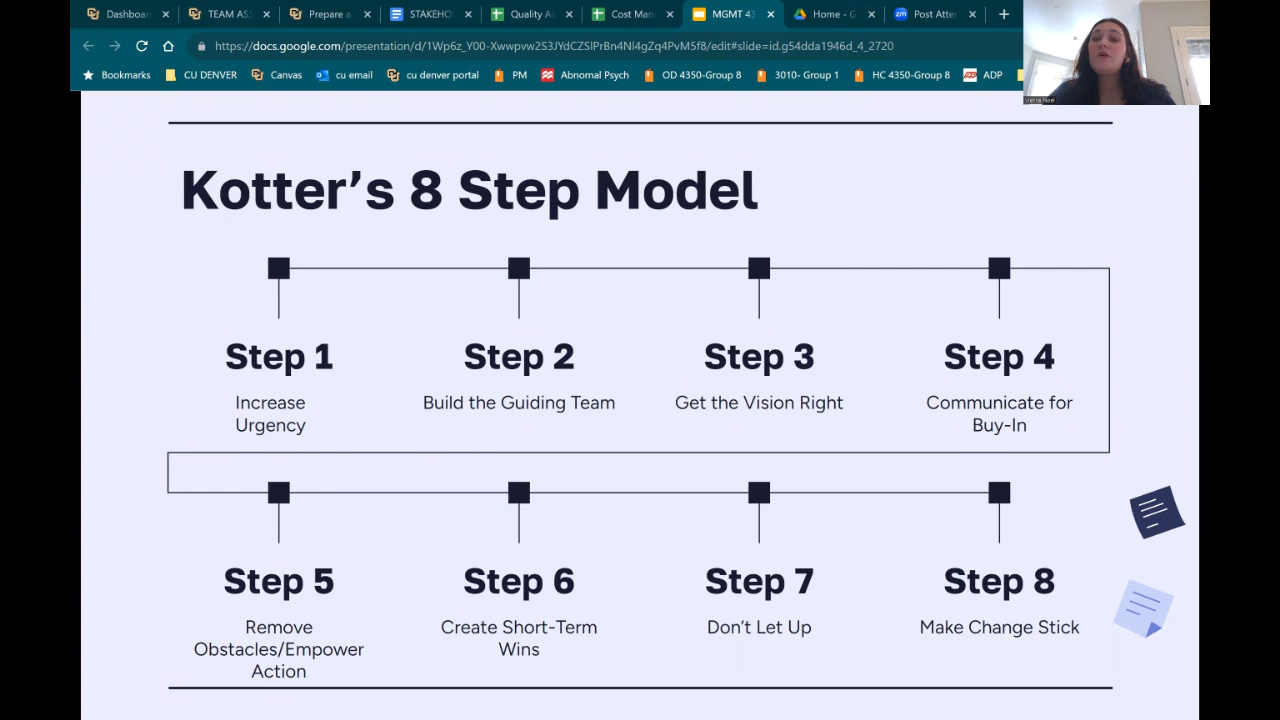 Dashboar
TEAM ASS
Prepare a
STAKEHO
Quality As
Cost Man
MGMT 43
Home - G
Post Atter
https://docs.google.com/presentation/d/1Wp6z_Y00-Xwwpvw2S3JYdCZSlPrBn4Nl4gZq4PvM5f8/edit#slide=id.g54dda1946d_4_2720
Bookmarks
CU DENVER
Canvas
cu email
cu denver portal
PM
Abnormal Psych
OD 4350-Group 8
3010- Group 1
HC 4350-Group 8
ADP
Kotter’s 8 Step Model
Step 1
Increase
Urgency
Step 2
Build the Guiding Team
Step 3
Get the Vision Right
Step 4
Communicate for
Buy-In
Step 5
Remove
Obstacles/Empower
Action
Step 6
Create Short-Term
Wins
Step 7
Don’t Let Up
Step 8
Make Change Stick